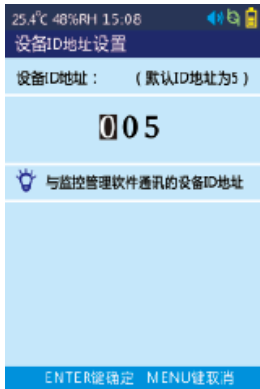 25.4℃ 48%RH 15:08
设备ID地址设置
设备ID地址： （默认ID地址为5）
005
与监控管理软件通讯的设备ID地址
ENTER键确定 MENU键取消